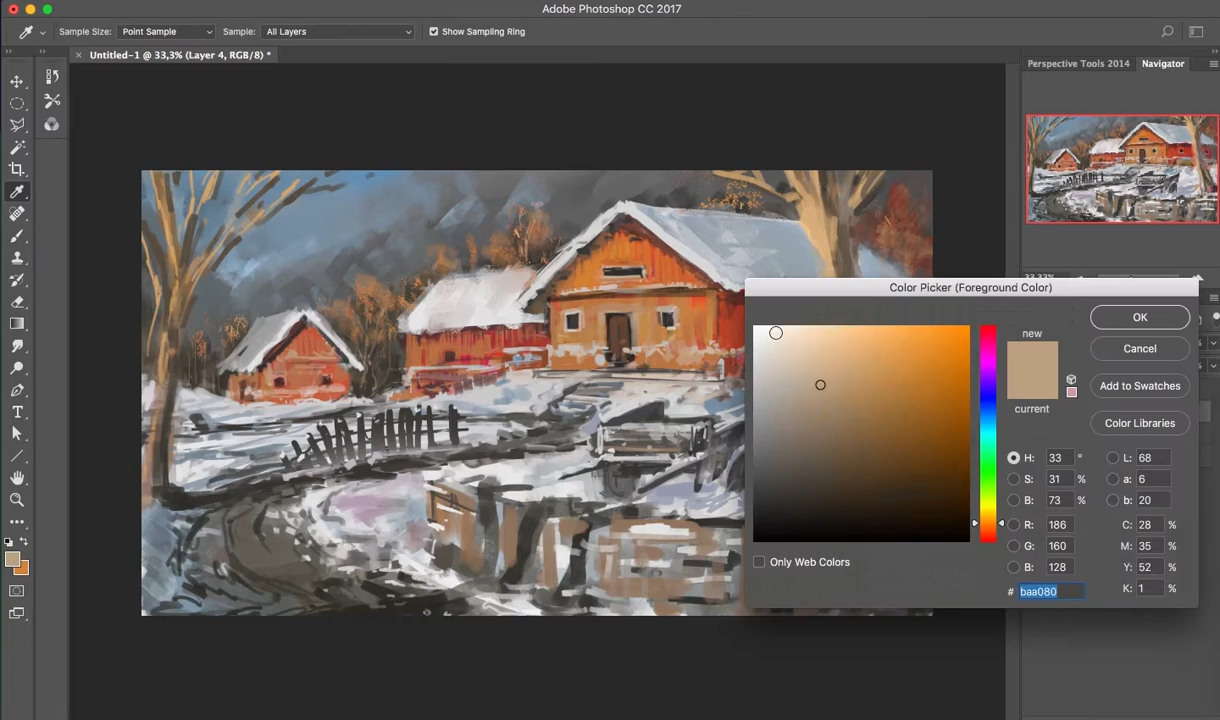 Adobe Photoshop CC 2017
Sample Size: Point Sample Sample: All Layers Show Sampling Ring
Untitled-1 @ 33,3% (Layer 4, RGB/8) *
Perspective Tools 2014 Navigator
Color Picker (Foreground Color)
new
current
OK
Cancel
Add to Swatches
Color Libraries
H: 33 ° L: 68
S: 31 % a: 6
B: 73 % b: 20
R: 186 C: 28 %
G: 160 M: 35 %
B: 128 Y: 52 %
# baa080 K: 1 %
Only Web Colors